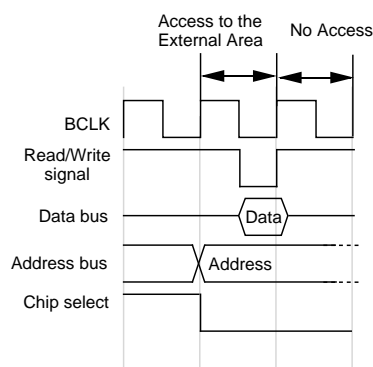 Access to the
External Area
No Access
BCLK
Read/Write
signal
Data bus
Data
Address bus
Address
Chip select